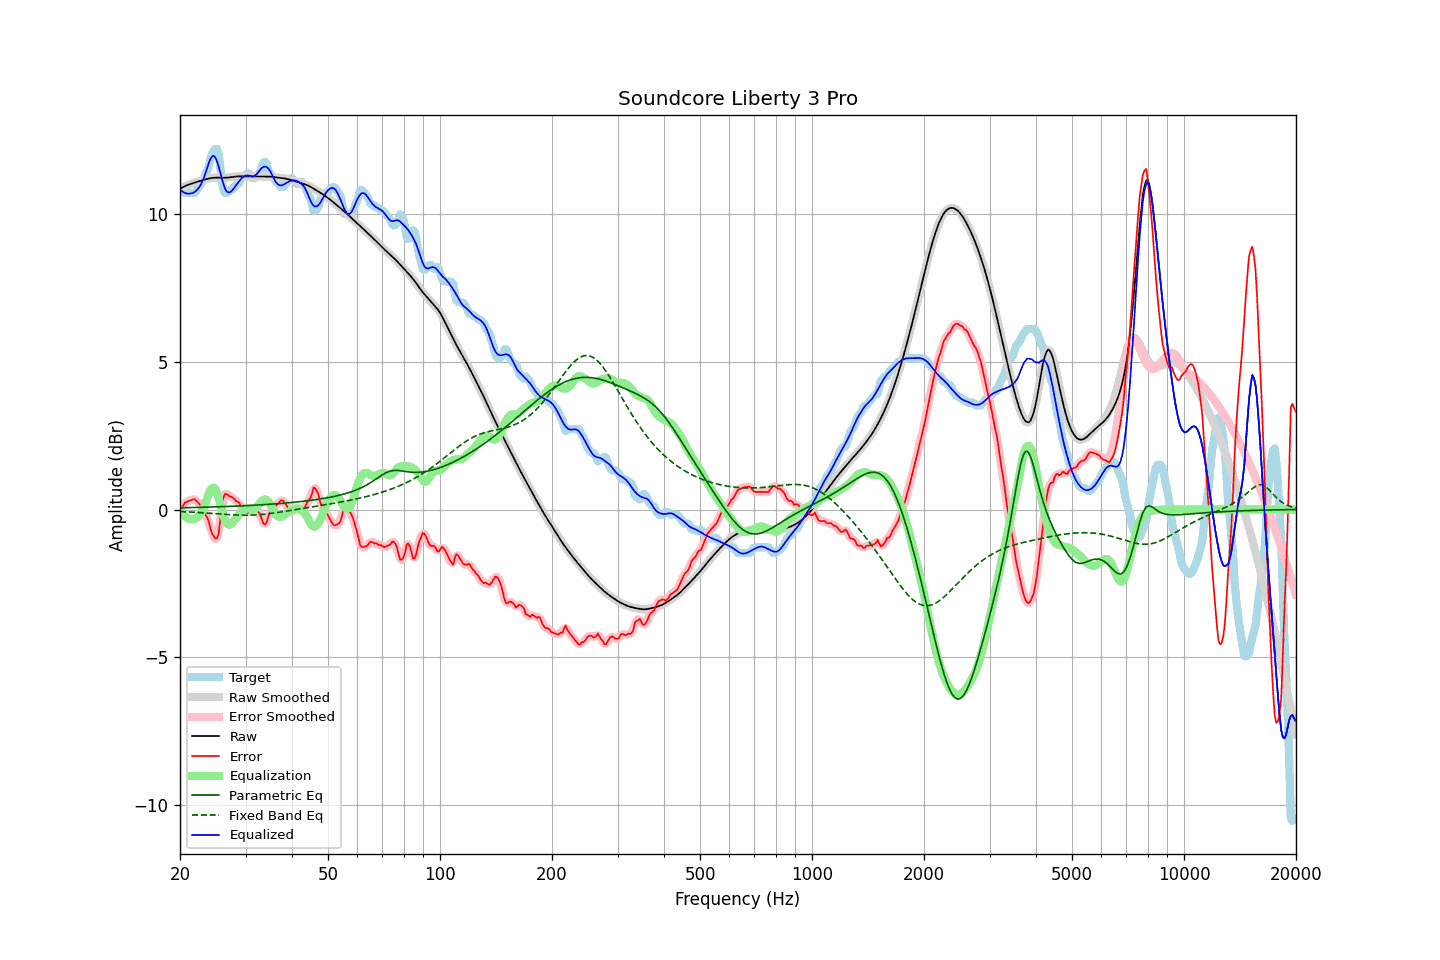 Soundcore Liberty 3 Pro
Amplitude (dBr)
10
5
0
−5
−10
Target
Raw Smoothed
Error Smoothed
Raw
Error
Equalization
Parametric Eq
Fixed Band Eq
Equalized
20 50 100 200 500 1000 2000 5000 10000 20000
Frequency (Hz)